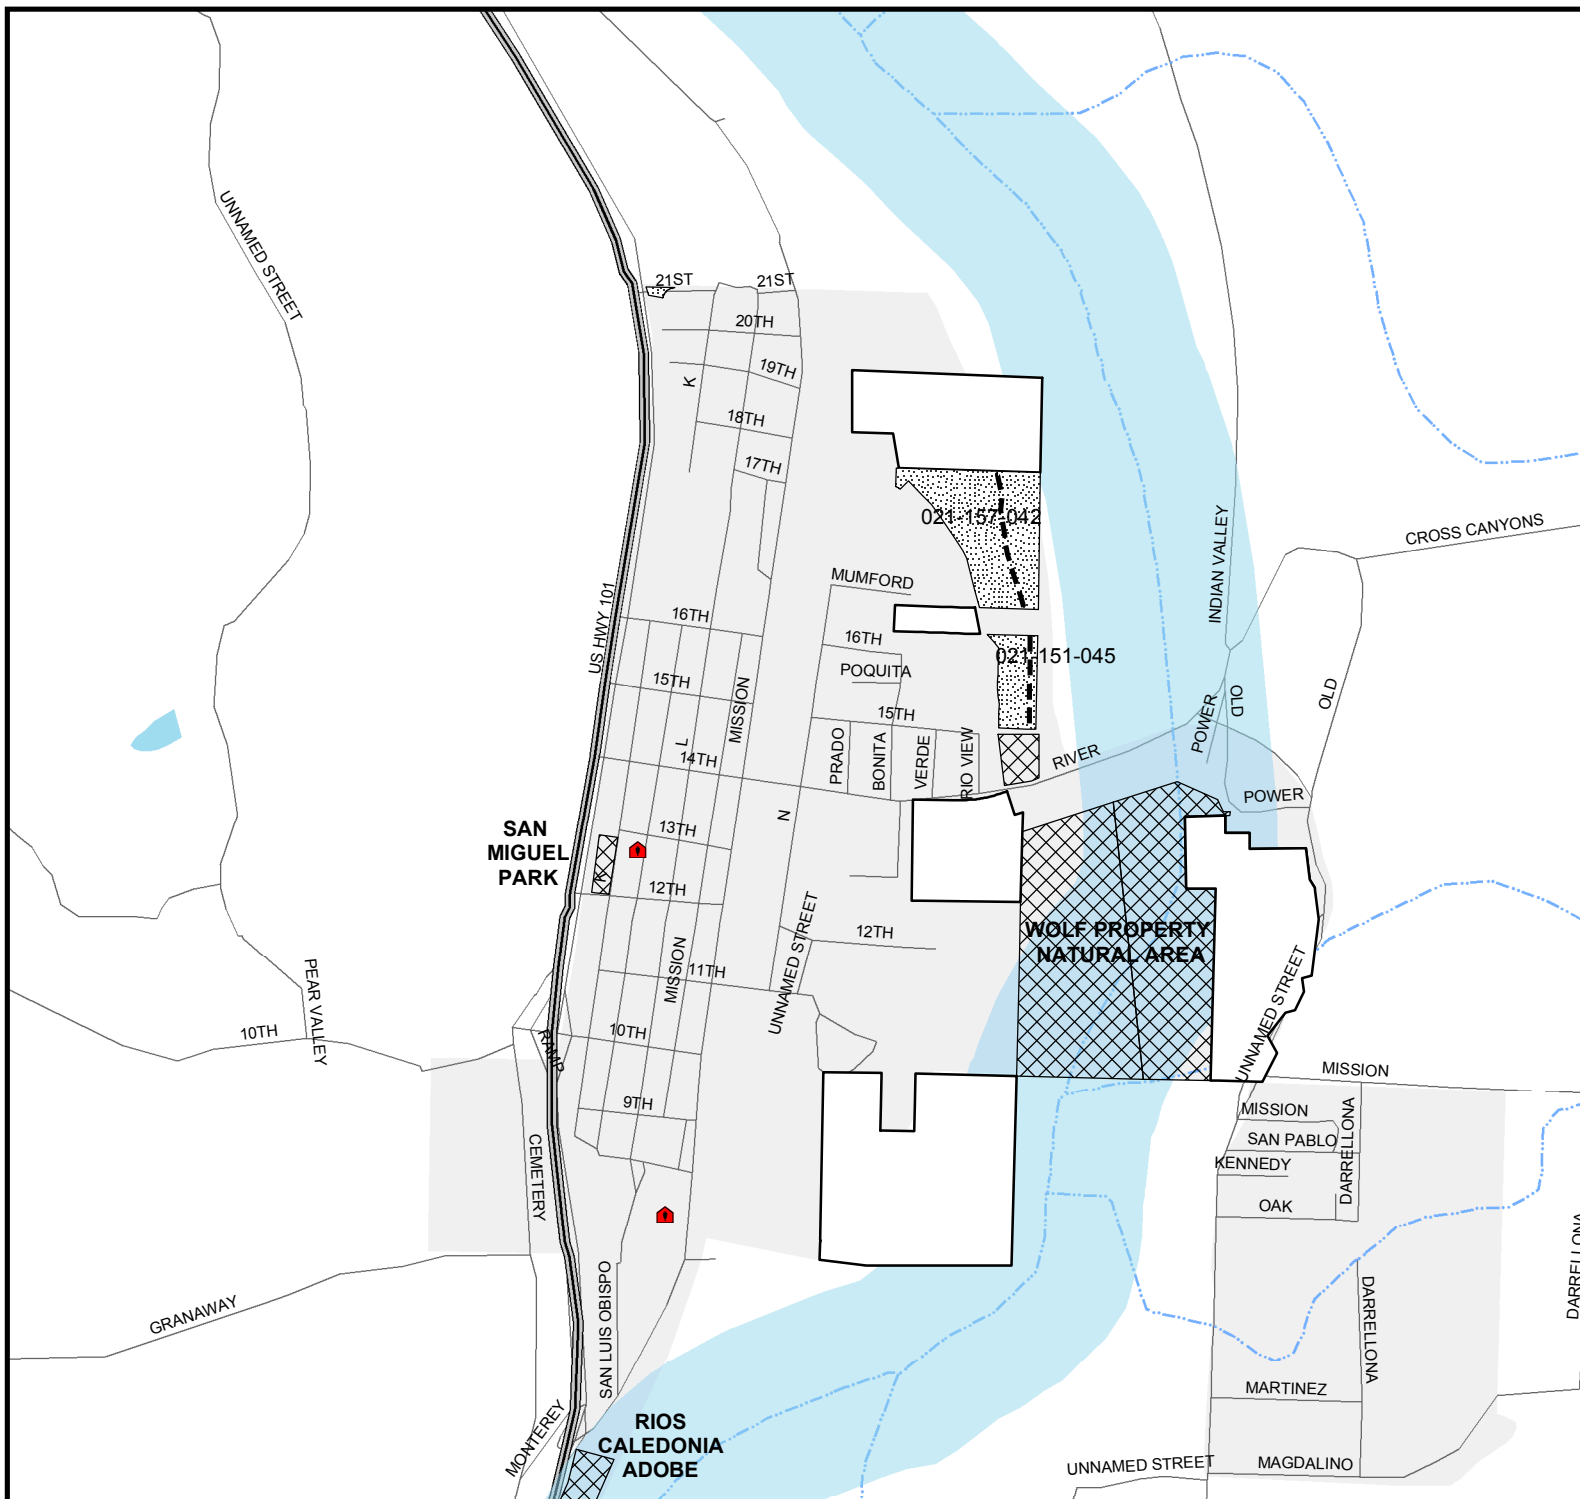 UNNAMED STREET
21ST
21ST
20TH
19TH
K
18TH
17TH
021-157-042
INDIAN VALLEY
CROSS CANYONS
MUMFORD
US HWY 101
16TH
16TH
021-151-045
POQUITA
15TH
MISSION
15TH
OLD
OLD
POWER
L
14TH
PRADO
BONITA
VERDE
RIO VIEW
RIVER
POWER
N
13TH
SAN
MIGUEL
PARK
K
12TH
UNNAMED STREET
12TH
WOLF PROPERTY
NATURAL AREA
MISSION
11TH
UNNAMED STREET
PEAR VALLEY
10TH
RAMP
10TH
MISSION
9TH
MISSION
DARRELLONA
SAN PABLO
KENNEDY
CEMETERY
OAK
DARRELLONA
GRANAWAY
SAN LUIS OBISPO
DARRELLONA
MARTINEZ
MONTEREY
RIOS
CALEDONIA
ADOBE
UNNAMED STREET
MAGDALINO